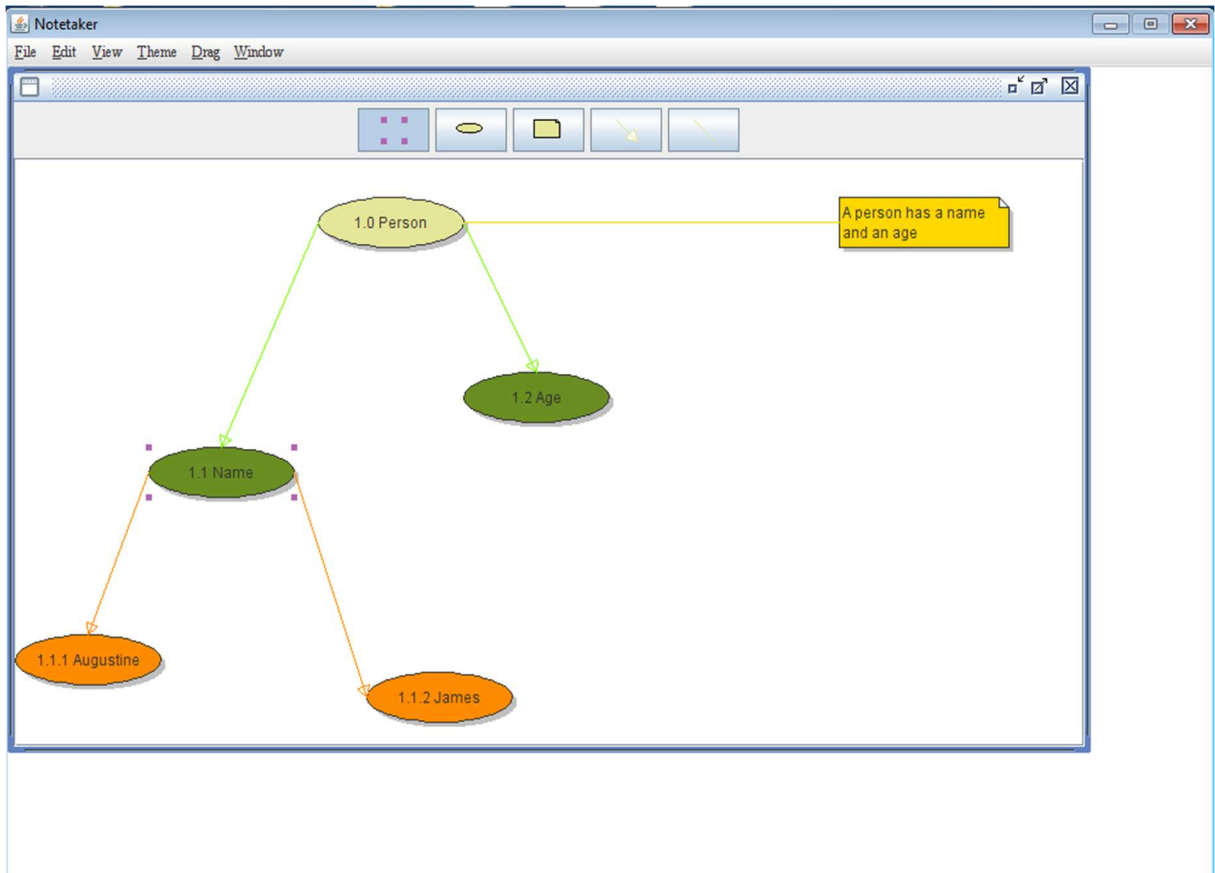 Notetaker
File Edit View Theme Drag Window
1.0 Person
A person has a name
and an age
1.2 Age
1.1 Name
1.1.1 Augustine
1.1.2 James